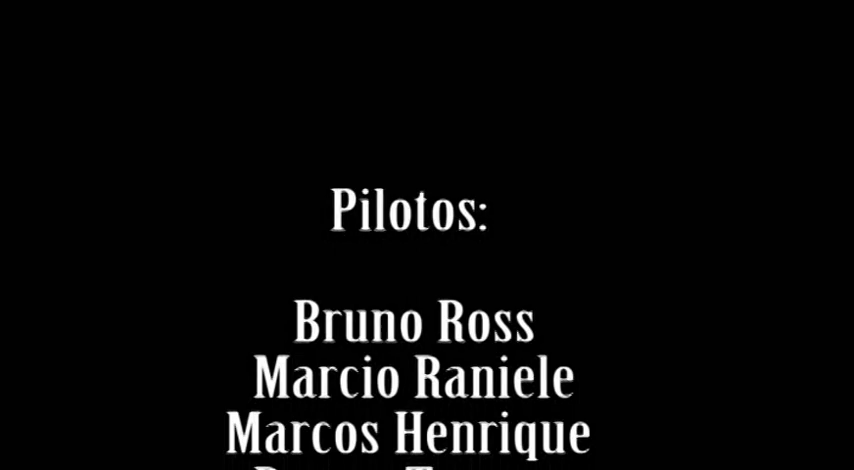 Pilotos:
Bruno Ross
Marcio Raniele
Marcos Henrique